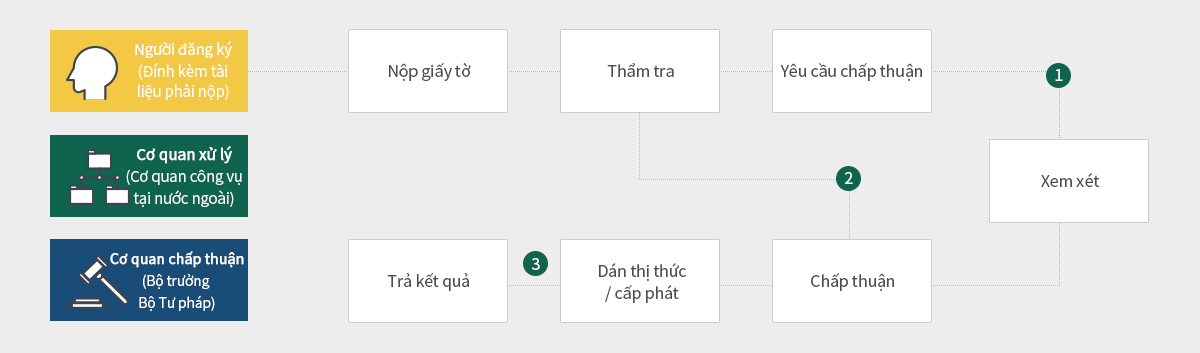 Người đăng ký
(Đính kèm tài
liệu phải nộp)
Nộp giấy tờ
Thẩm tra
Yêu cầu chấp thuận
1
Cơ quan xử lý
(Cơ quan công vụ
tại nước ngoài)
2
Xem xét
Cơ quan chấp thuận
(Bộ trưởng
Bộ Tư pháp)
Trả kết quả
3
Dán thị thức
/ cấp phát
Chấp thuận